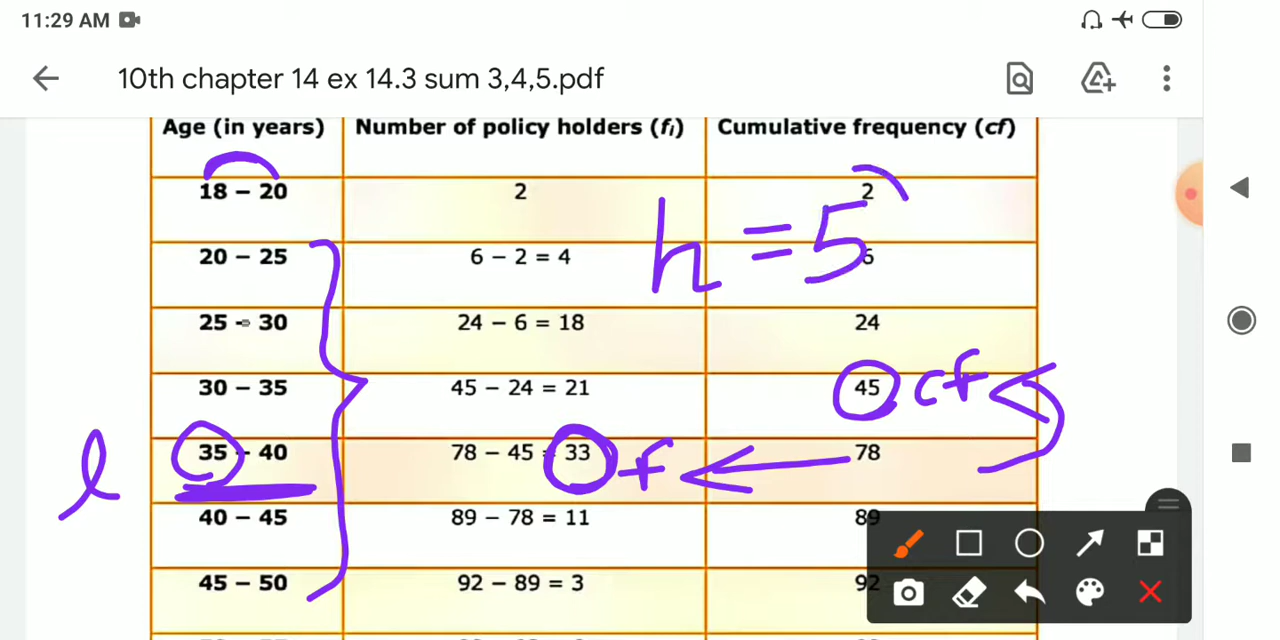 11:29 AM
10th chapter 14 ex 14.3 sum 3,4,5.pdf
Age (in years) Number of policy holders (fi) Cumulative frequency (cf)
18 – 20 2 2
h = 5
20 – 25 6 – 2 = 4 6
25 – 30 24 – 6 = 18 24
30 – 35 45 – 24 = 21 45 cf
l 35 – 40 78 – 45 = 33 f 78
40 – 45 89 – 78 = 11 89
45 – 50 92 – 89 = 3 92